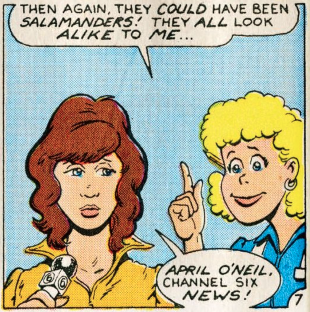 THEN AGAIN, THEY COULD HAVE BEEN
SALAMANDERS! THEY ALL LOOK
ALIKE TO ME...
6
APRIL O'NEIL,
CHANNEL SIX
NEWS!
7